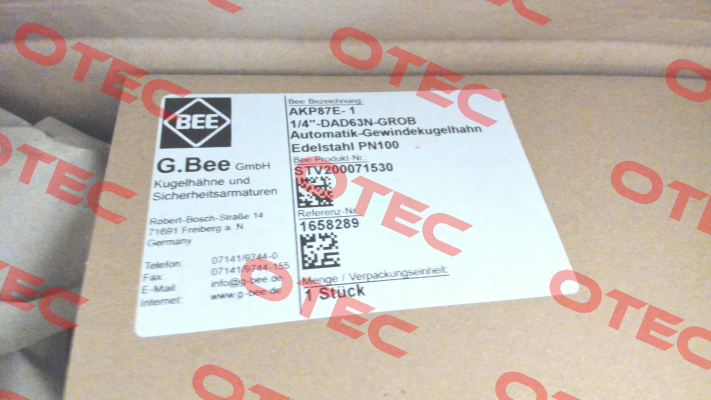 BEE
G.Bee GmbH
Kugelhähne und
Sicherheitsarmaturen
Robert-Bosch-Straße 14
71691 Freiberg a. N.
Germany
Telefon: 07141/9744-0
Fax: 07141/9744-155
E-Mail: info@g-bee.de
Internet: www.g-bee.de
Bee Bezeichnung
AKP87E- 1
1/4"-DAD63N-GROB
Automatik-Gewindekugelhahn
Edelstahl PN100
Bee Produkt-Nr.:
STV200071530
Referenz-Nr.
1658289
Menge / Verpackungseinheit:
1 Stück
OTEC
OTEC
OTEC
OTEC
OTEC
OTEC
OTEC
OTEC
OTEC